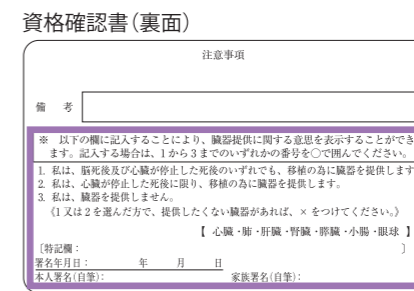 資格確認書（裏面）
注意事項
備　考
※　以下の欄に記入することにより、臓器提供に関する意思を表示することができ
ます。記入する場合は、1から3までのいずれかの番号を○で囲んでください。
1. 私は、脳死後及び心臓が停止した死後のいずれでも、移植の為に臓器を提供します
2. 私は、心臓が停止した死後に限り、移植の為に臓器を提供します。
3. 私は、臓器を提供しません。
《1又は2を選んだ方で、提供したくない臓器があれば、×をつけてください。》
【 心臓・肺・肝臓・腎臓・膵臓・小腸・眼球 】
〔特記欄：　　　〕
署名年月日：　　年　　月　　日
本人署名(自筆)：　　　家族署名(自筆)：